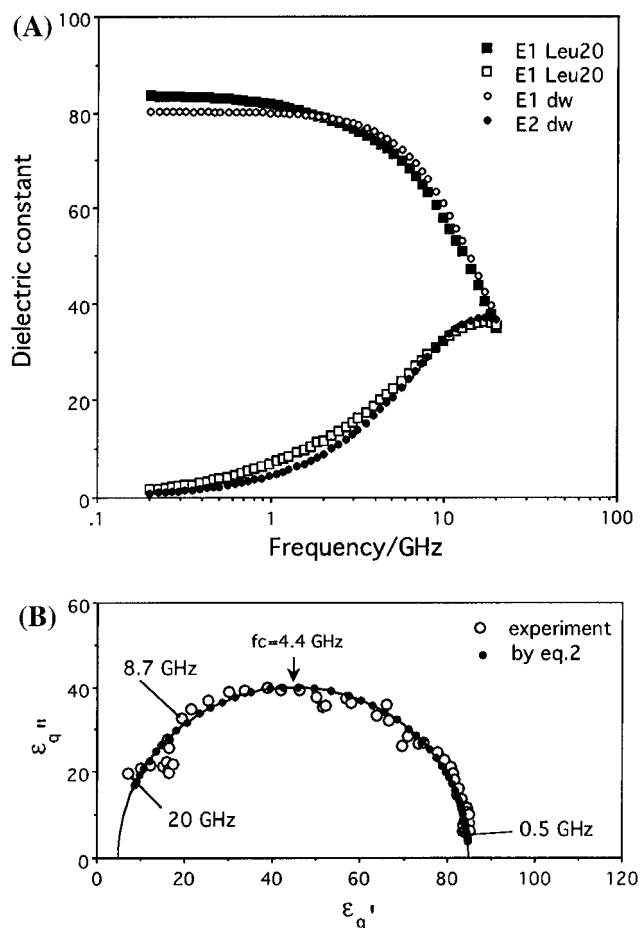 (A)
100
80
60
40
20
0
Dielectric constant
E1 Leu20
E1 Leu20
E1 dw
E2 dw
.1
1
10
100
Frequency/GHz
(B)
60
40
20
0
εq"
fc=4.4 GHz
8.7 GHz
20 GHz
0.5 GHz
experiment
by eq.2
0
20
40
60
80
100
120
εq'